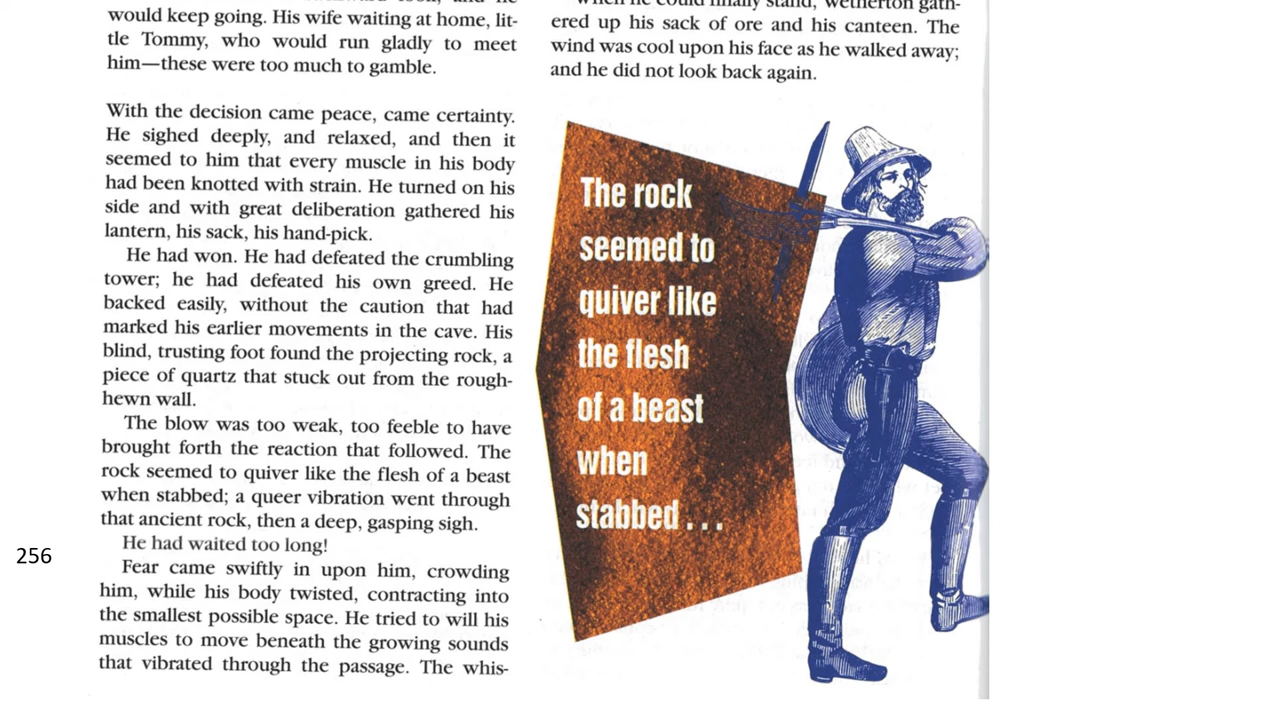 would keep going. His wife waiting at home, lit-
tle Tommy, who would run gladly to meet
him—these were too much to gamble.
With the decision came peace, came certainty.
He sighed deeply, and relaxed, and then it
seemed to him that every muscle in his body
had been knotted with strain. He turned on his
side and with great deliberation gathered his
lantern, his sack, his hand-pick.
He had won. He had defeated the crumbling
tower; he had defeated his own greed. He
backed easily, without the caution that had
marked his earlier movements in the cave. His
blind, trusting foot found the projecting rock, a
piece of quartz that stuck out from the rough-
hewn wall.
The blow was too weak, too feeble to have
brought forth the reaction that followed. The
rock seemed to quiver like the flesh of a beast
when stabbed; a queer vibration went through
that ancient rock, then a deep, gasping sigh.
He had waited too long!
Fear came swiftly in upon him, crowding
him, while his body twisted, contracting into
the smallest possible space. He tried to will his
muscles to move beneath the growing sounds
that vibrated through the passage. The whis-
When he could finally stand, Wetherton gath-
ered up his sack of ore and his canteen. The
wind was cool upon his face as he walked away;
and he did not look back again.
The rock
seemed to
quiver like
the flesh
of a beast
when
stabbed . . .
256